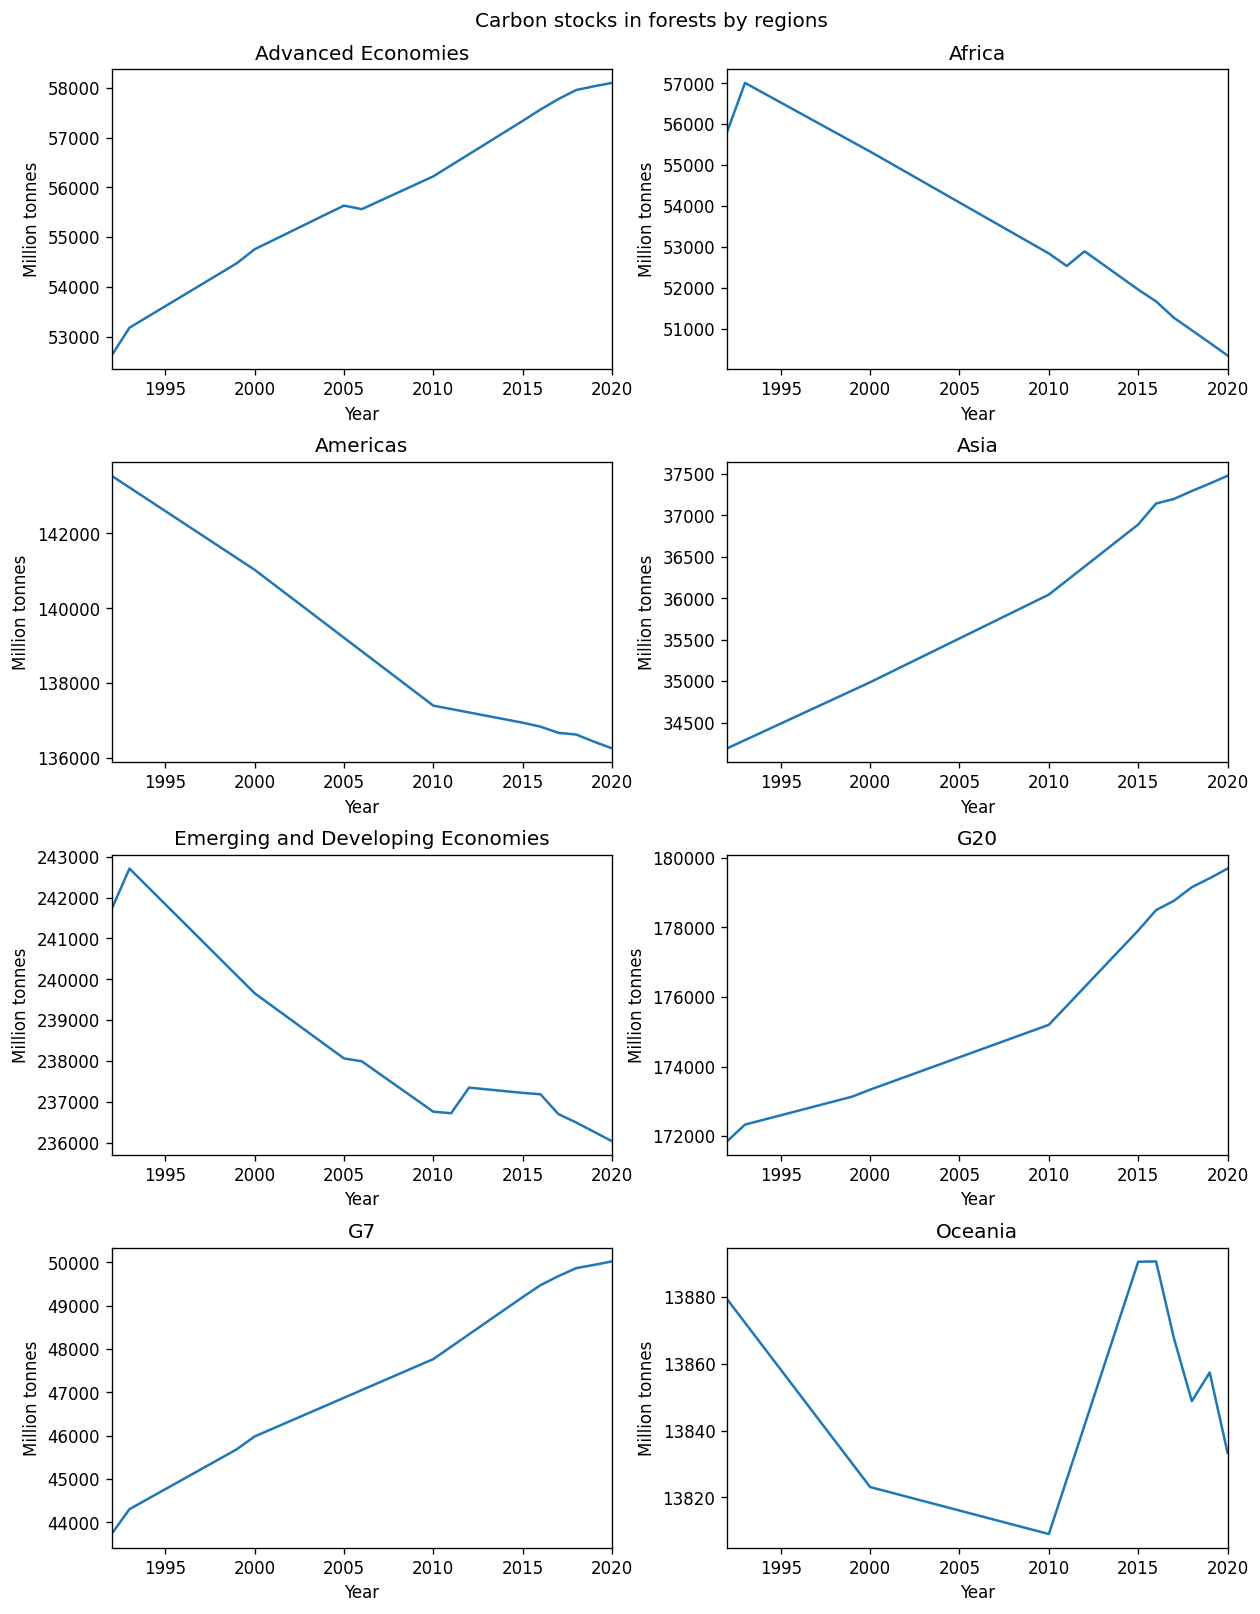 Carbon stocks in forests by regions
Advanced Economies
58000
57000
56000
55000
54000
53000
Million tonnes
1995 2000 2005 2010 2015 2020
Year
Africa
57000
56000
55000
54000
53000
52000
51000
Million tonnes
1995 2000 2005 2010 2015 2020
Year
Americas
142000
140000
138000
136000
Million tonnes
1995 2000 2005 2010 2015 2020
Year
Asia
37500
37000
36500
36000
35500
35000
34500
Million tonnes
1995 2000 2005 2010 2015 2020
Year
Emerging and Developing Economies
243000
242000
241000
240000
239000
238000
237000
236000
Million tonnes
1995 2000 2005 2010 2015 2020
Year
G20
180000
178000
176000
174000
172000
Million tonnes
1995 2000 2005 2010 2015 2020
Year
G7
50000
49000
48000
47000
46000
45000
44000
Million tonnes
1995 2000 2005 2010 2015 2020
Year
Oceania
13880
13860
13840
13820
Million tonnes
1995 2000 2005 2010 2015 2020
Year